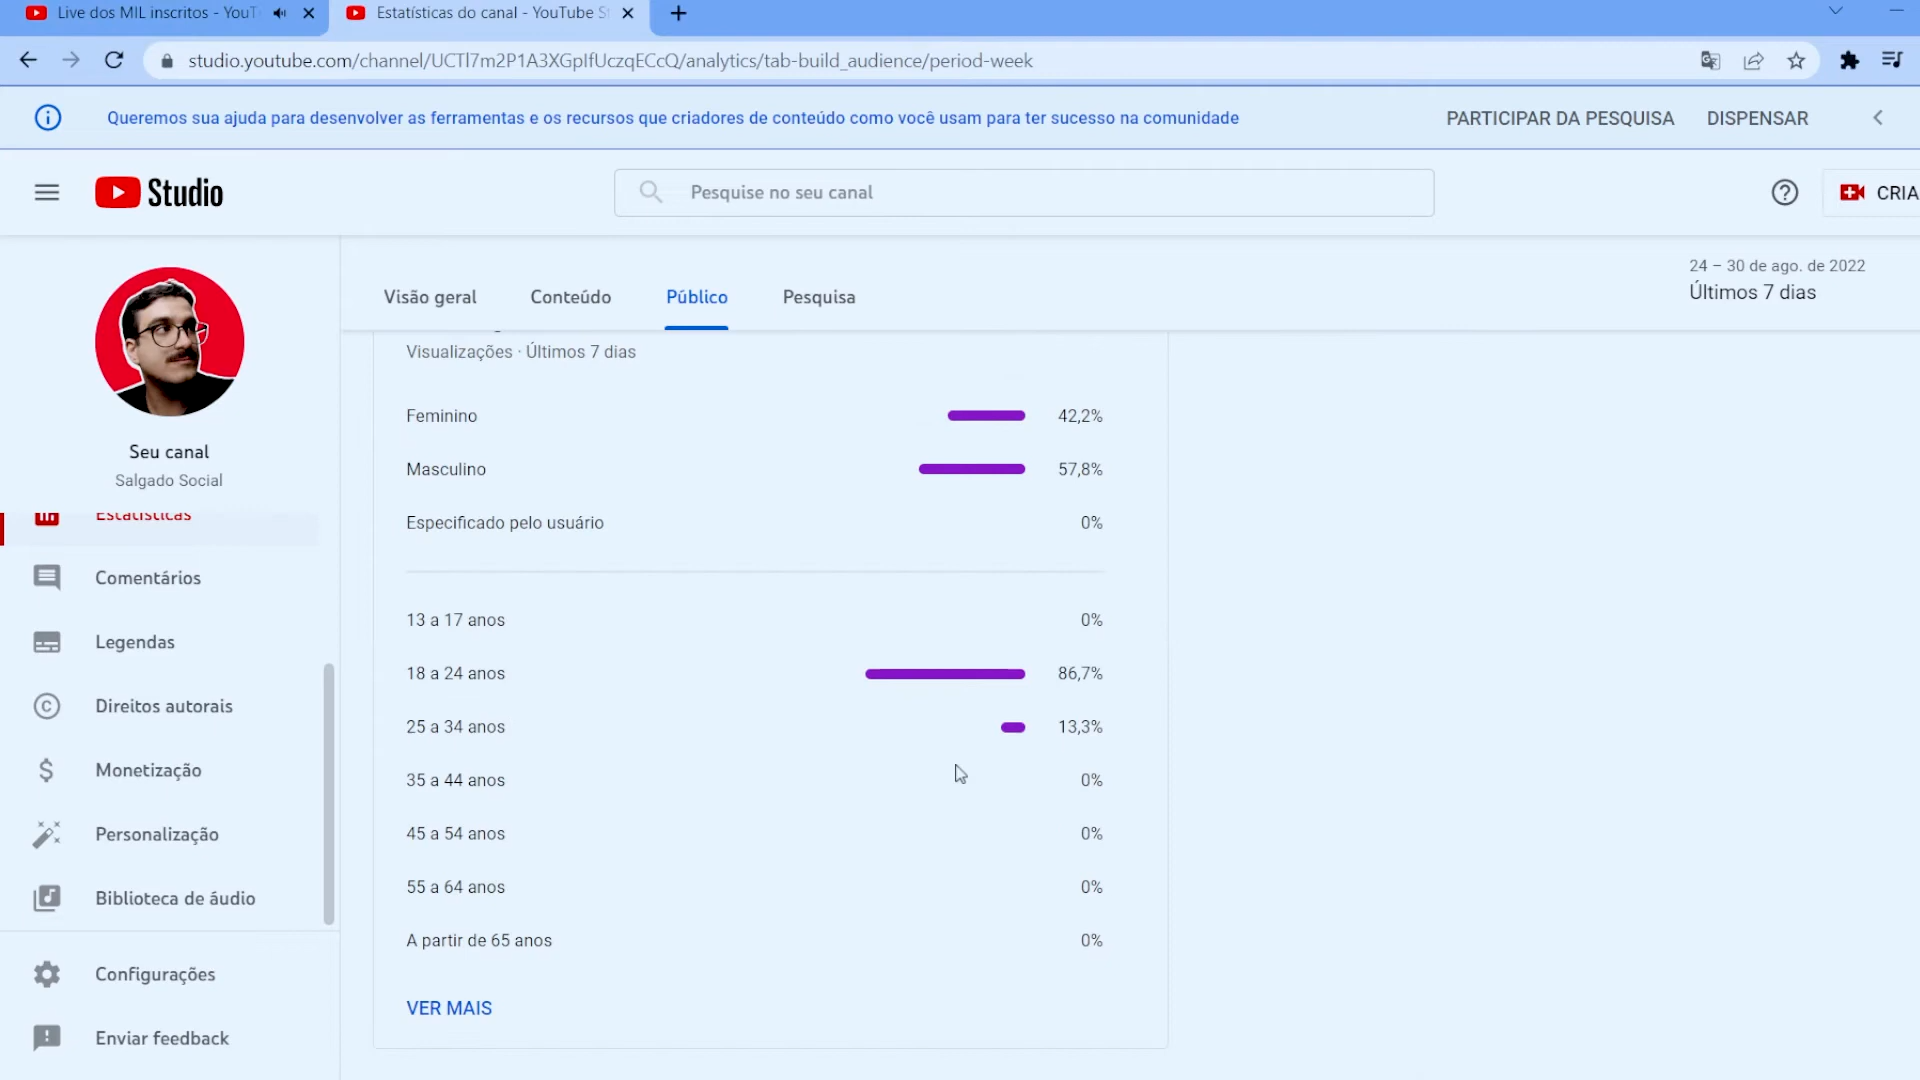 Live dos MIL inscritos - YouT
Estatísticas do canal - YouTube S
studio.youtube.com/channel/UCTl7m2P1A3XGpIfUczqECcQ/analytics/tab-build_audience/period-week
Queremos sua ajuda para desenvolver as ferramentas e os recursos que criadores de conteúdo como você usam para ter sucesso na comunidade
PARTICIPAR DA PESQUISA
DISPENSAR
Studio
Pesquise no seu canal
CRIA
Seu canal
Salgado Social
Estatísticas
Comentários
Legendas
Direitos autorais
Monetização
Personalização
Biblioteca de áudio
Configurações
Enviar feedback
Visão geral
Conteúdo
Público
Pesquisa
24 – 30 de ago. de 2022
Últimos 7 dias
Visualizações · Últimos 7 dias
Feminino 42,2%
Masculino 57,8%
Especificado pelo usuário 0%
13 a 17 anos 0%
18 a 24 anos 86,7%
25 a 34 anos 13,3%
35 a 44 anos 0%
45 a 54 anos 0%
55 a 64 anos 0%
A partir de 65 anos 0%
VER MAIS